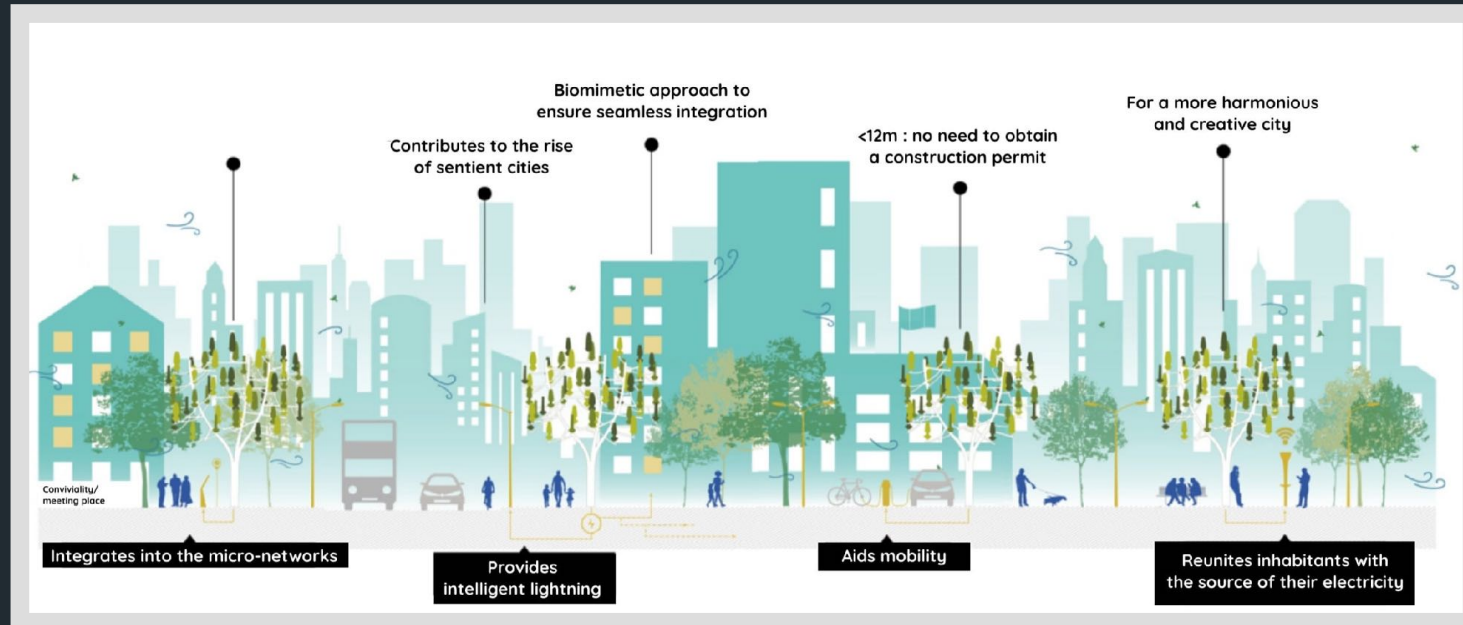 Biomimetic approach to
ensure seamless integration
For a more harmonious
and creative city
<12m : no need to obtain
a construction permit
Contributes to the rise
of sentient cities
Conviviality/
meeting place
Integrates into the micro-networks
Provides
intelligent lightning
Aids mobility
Reunites inhabitants with
the source of their electricity